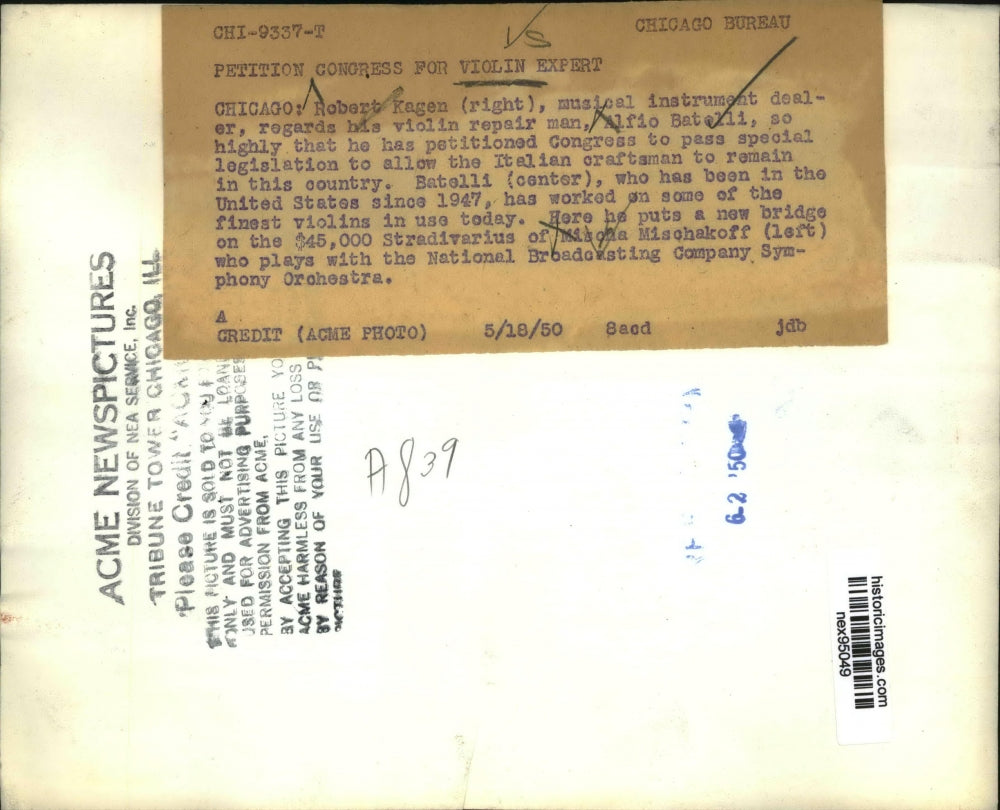 CHI-9337-T
VS
CHICAGO BUREAU
PETITION CONGRESS FOR VIOLIN EXPERT
CHICAGO: Robert Kagen (right), musical instrument deal-
er, regards his violin repair man, Alfio Batelli, so
highly that he has petitioned Congress to pass special
legislation to allow the Italian craftsman to remain
in this country. Batelli (center), who has been in the
United States since 1947, has worked on some of the
finest violins in use today. Here he puts a new bridge
on the $45,000 Stradivarius of Mischa Mischakoff (left)
who plays with the National Broadcasting Company Sym-
phony Orchestra.
A
CREDIT (ACME PHOTO) 5/18/50 8acd jdb
ACME NEWSPICTURES
DIVISION OF NEA SERVICE, Inc.
TRIBUNE TOWER CHICAGO, ILL
"Please Credit "ACME
THIS PICTURE IS SOLD TO YOU F
ONLY AND MUST NOT BE LOAN
USED FOR ADVERTISING PURPOSES
PERMISSION FROM ACME,
BY ACCEPTING THIS PICTURE YO
ACME HARMLESS FROM ANY LOSS
BY REASON OF YOUR USE OR
PICTURE
A839
6-2 '50
historicimages.com
nex95049